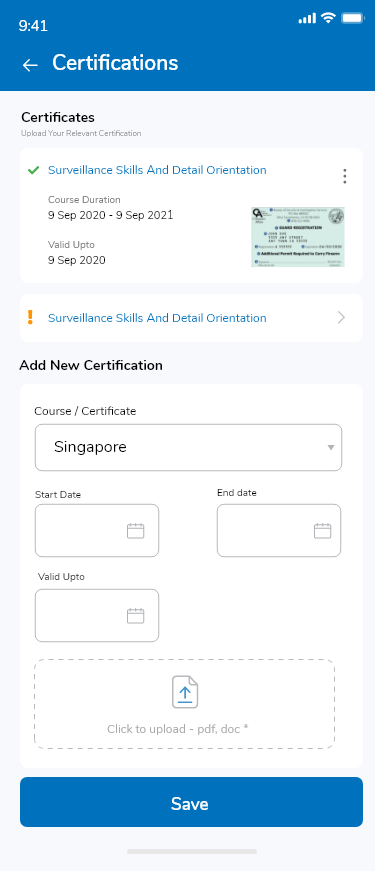 9:41
Certifications
Certificates
Upload Your Relevant Certification
Surveillance Skills And Detail Orientation
Course Duration
9 Sep 2020 - 9 Sep 2021
GUARD REGISTRATION
Valid Upto
9 Sep 2020
Additional Permit Required to Carry Firearm
Surveillance Skills And Detail Orientation
Add New Certification
Course / Certificate
Singapore
Start Date
End date
Valid Upto
Click to upload - pdf, doc *
Save